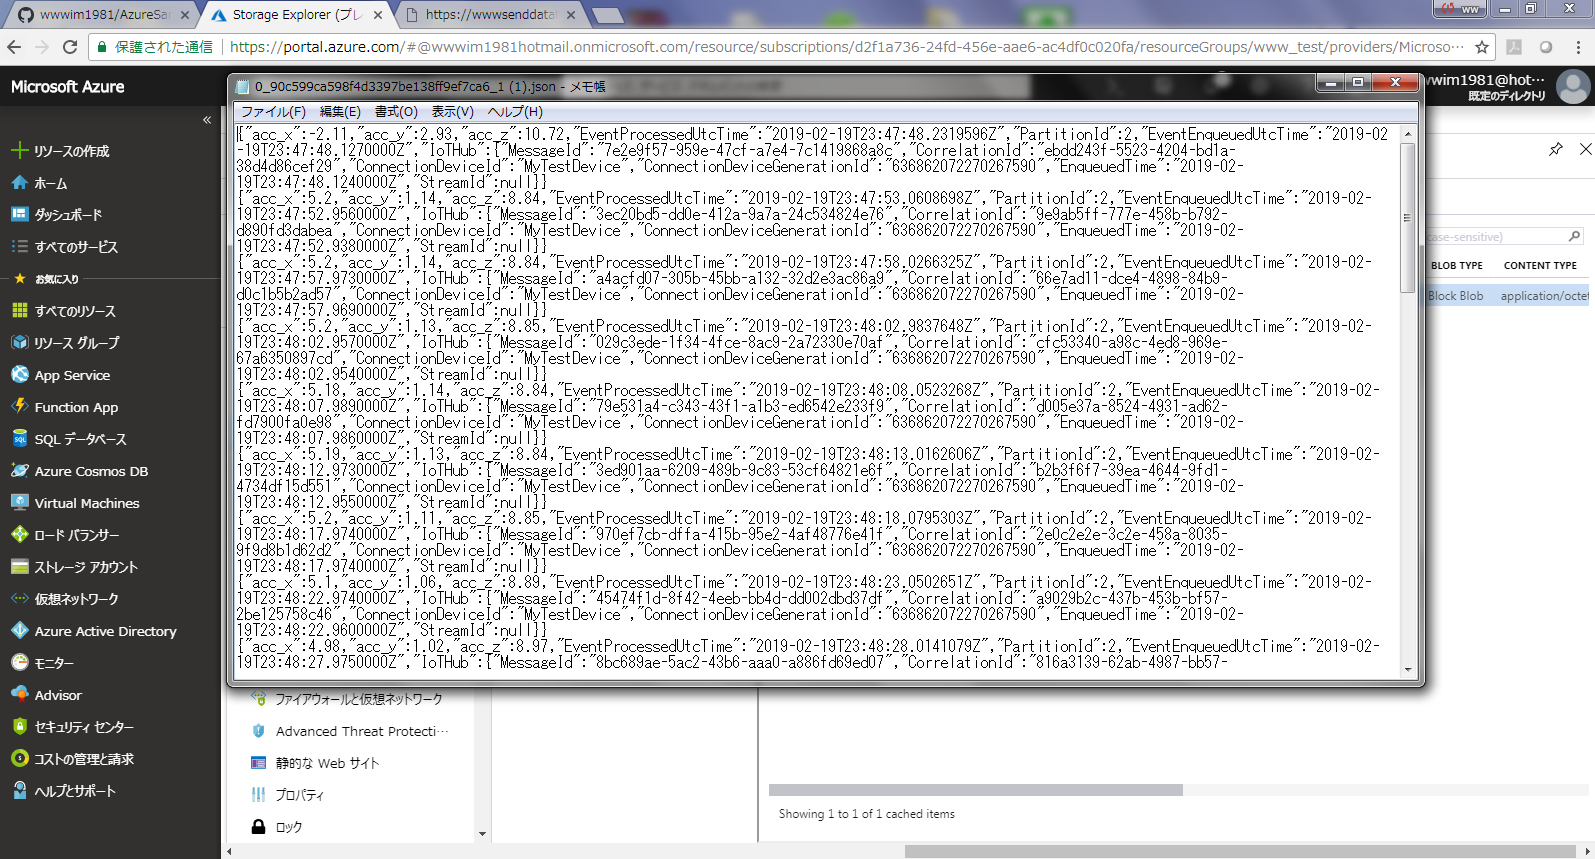 wwwim1981/AzureSa
Storage Explorer (プレ
https://wwwsenddata
ww
保護された通信
https://portal.azure.com/#@wwwim1981hotmail.onmicrosoft.com/resource/subscriptions/d2f1a736-24fd-456e-aae6-ac4df0c020fa/resourceGroups/www_test/providers/Microso…
Microsoft Azure
wwim1981@hot…
既定のディレクトリ
0_90c599ca598f4d3397be138ff9ef7ca6_1 (1).json - メモ帳
ファイル(F) 編集(E) 書式(O) 表示(V) ヘルプ(H)
{"acc_x":-2.11,"acc_y":2.93,"acc_z":10.72,"EventProcessedUtcTime":"2019-02-19T23:47:48.2319596Z","PartitionId":2,"EventEnqueuedUtcTime":"2019-02
-19T23:47:48.1270000Z","IoTHub":{"MessageId":"7e2e9f57-959e-47cf-a7e4-7c1419868a8c","CorrelationId":"ebdd243f-5523-4204-bd1a-
38d4d86cef29","ConnectionDeviceId":"MyTestDevice","ConnectionDeviceGenerationId":"636862072270267590","EnqueuedTime":"2019-02-
19T23:47:48.1240000Z","StreamId":null}}
{"acc_x":5.2,"acc_y":1.14,"acc_z":8.84,"EventProcessedUtcTime":"2019-02-19T23:47:53.0608698Z","PartitionId":2,"EventEnqueuedUtcTime":"2019-02-
19T23:47:52.9560000Z","IoTHub":{"MessageId":"3ec20bd5-dd0e-412a-9a7a-24c534824e76","CorrelationId":"9e9ab5ff-777e-458b-b792-
d890fd3dabea","ConnectionDeviceId":"MyTestDevice","ConnectionDeviceGenerationId":"636862072270267590","EnqueuedTime":"2019-02-
19T23:47:52.9380000Z","StreamId":null}}
{"acc_x":5.2,"acc_y":1.14,"acc_z":8.84,"EventProcessedUtcTime":"2019-02-19T23:47:58.0266325Z","PartitionId":2,"EventEnqueuedUtcTime":"2019-02-
19T23:47:57.9730000Z","IoTHub":{"MessageId":"a4acfd07-305b-45bb-a132-32d2e3ac86a9","CorrelationId":"66e7ad11-dce4-4898-84b9-
d0c1b5b2ad57","ConnectionDeviceId":"MyTestDevice","ConnectionDeviceGenerationId":"636862072270267590","EnqueuedTime":"2019-02-
19T23:47:57.9690000Z","StreamId":null}}
{"acc_x":5.2,"acc_y":1.13,"acc_z":8.85,"EventProcessedUtcTime":"2019-02-19T23:48:02.9837648Z","PartitionId":2,"EventEnqueuedUtcTime":"2019-02-
19T23:48:02.9570000Z","IoTHub":{"MessageId":"029c3ede-1f34-4fce-8ac9-2a72330e70af","CorrelationId":"cfc53340-a98c-4ed8-969e-
67a6350897cd","ConnectionDeviceId":"MyTestDevice","ConnectionDeviceGenerationId":"636862072270267590","EnqueuedTime":"2019-02-
19T23:48:02.9540000Z","StreamId":null}}
{"acc_x":5.18,"acc_y":1.14,"acc_z":8.84,"EventProcessedUtcTime":"2019-02-19T23:48:08.0523268Z","PartitionId":2,"EventEnqueuedUtcTime":"2019-02-
19T23:48:07.9890000Z","IoTHub":{"MessageId":"79e531a4-c343-43f1-a1b3-ed6542e233f9","CorrelationId":"d005e37a-8524-4931-ad62-
fd7900fa0e98","ConnectionDeviceId":"MyTestDevice","ConnectionDeviceGenerationId":"636862072270267590","EnqueuedTime":"2019-02-
19T23:48:07.9860000Z","StreamId":null}}
{"acc_x":5.19,"acc_y":1.13,"acc_z":8.84,"EventProcessedUtcTime":"2019-02-19T23:48:13.0162606Z","PartitionId":2,"EventEnqueuedUtcTime":"2019-02-
19T23:48:12.9730000Z","IoTHub":{"MessageId":"3ed901aa-6209-489b-9c83-53cf64821e6f","CorrelationId":"b2b3f6f7-39ea-4644-9fd1-
4734df15d551","ConnectionDeviceId":"MyTestDevice","ConnectionDeviceGenerationId":"636862072270267590","EnqueuedTime":"2019-02-
19T23:48:12.9550000Z","StreamId":null}}
{"acc_x":5.2,"acc_y":1.11,"acc_z":8.85,"EventProcessedUtcTime":"2019-02-19T23:48:18.0795303Z","PartitionId":2,"EventEnqueuedUtcTime":"2019-02-
19T23:48:17.9740000Z","IoTHub":{"MessageId":"970ef7cb-dffa-415b-95e2-4af48776e41f","CorrelationId":"2e0c2e2e-3c2e-458a-8035-
9f9d8b1d62d2","ConnectionDeviceId":"MyTestDevice","ConnectionDeviceGenerationId":"636862072270267590","EnqueuedTime":"2019-02-
19T23:48:17.9740000Z","StreamId":null}}
{"acc_x":5.1,"acc_y":1.06,"acc_z":8.89,"EventProcessedUtcTime":"2019-02-19T23:48:23.0502651Z","PartitionId":2,"EventEnqueuedUtcTime":"2019-02-
19T23:48:22.9740000Z","IoTHub":{"MessageId":"45474f1d-8f42-4eeb-bb4d-dd002dbd37df","CorrelationId":"a9029b2c-437b-453b-bf57-
2be125758c46","ConnectionDeviceId":"MyTestDevice","ConnectionDeviceGenerationId":"636862072270267590","EnqueuedTime":"2019-02-
19T23:48:22.9600000Z","StreamId":null}}
{"acc_x":4.98,"acc_y":1.02,"acc_z":8.97,"EventProcessedUtcTime":"2019-02-19T23:48:28.0141079Z","PartitionId":2,"EventEnqueuedUtcTime":"2019-02-
19T23:48:27.9750000Z","IoTHub":{"MessageId":"8bc689ae-5ac2-43b6-aaa0-a886fd69ed07","CorrelationId":"816a3139-62ab-4987-bb57-
リソースの作成
ホーム
ダッシュボード
すべてのサービス
お気に入り
すべてのリソース
リソース グループ
App Service
Function App
SQL データベース
Azure Cosmos DB
Virtual Machines
ロード バランサー
ストレージ アカウント
仮想ネットワーク
Azure Active Directory
モニター
Advisor
セキュリティ センター
コストの管理と請求
ヘルプとサポート
ファイアウォールと仮想ネットワーク
Advanced Threat Protecti…
静的な Web サイト
プロパティ
ロック
case-sensitive)
BLOB TYPE CONTENT TYPE
Block Blob application/octet
Showing 1 to 1 of 1 cached items